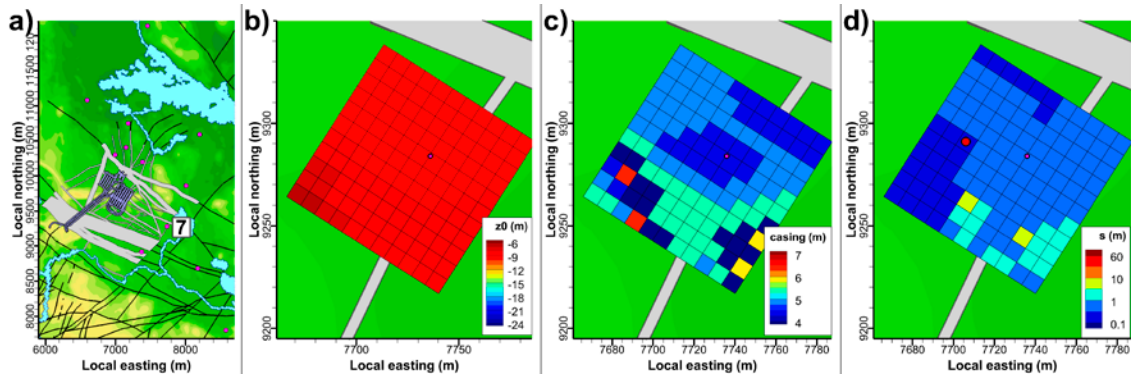 a)
Local northing (m)
12000
11500
11000
10500
10000
9500
9000
8500
8000
7
6000 7000 8000
Local easting (m)
b)
Local northing (m)
9300
9250
9200
z0 (m)
-6
-9
-12
-15
-18
-21
-24
7700 7750
Local easting (m)
c)
Local northing (m)
9300
9250
9200
casing (m)
7
6
5
4
7680 7700 7720 7740 7760 7780
Local easting (m)
d)
Local northing (m)
9300
9250
9200
s (m)
60
10
1
0.1
7680 7700 7720 7740 7760 7780
Local easting (m)